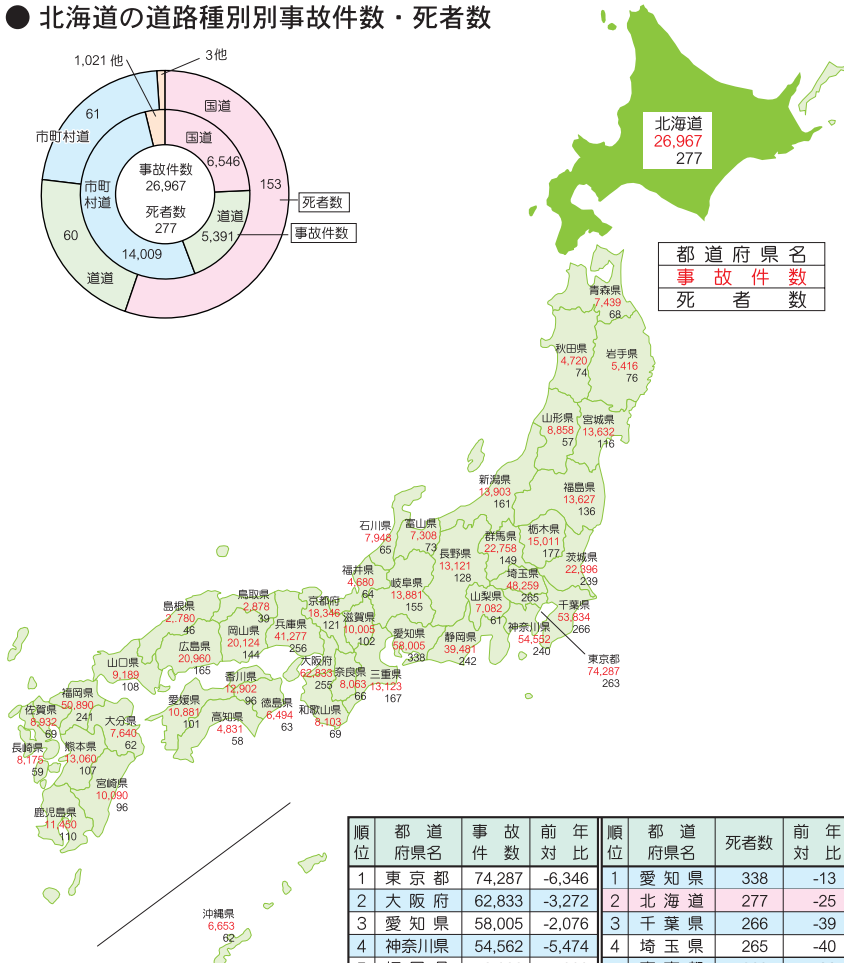 ● 北海道の道路種別別事故件数・死者数
1,021 他
3他
61
市町村道
国道
国道
6,546
153
事故件数
26,967
死者数
277
市町
村道
道道
5,391
14,009
60
道道
死者数
事故件数
北海道
26,967
277
都道府県名
事故件数
死者数
青森県
7,439
68
秋田県
4,720
74
岩手県
5,416
76
山形県
8,858
57
宮城県
13,632
116
新潟県
13,903
161
福島県
13,627
136
石川県
7,948
65
富山県
7,308
73
群馬県
22,758
149
栃木県
15,011
177
長野県
13,121
128
茨城県
22,396
239
埼玉県
48,259
265
福井県
4,680
64
岐阜県
13,881
155
山梨県
7,082
61
千葉県
53,834
266
神奈川県
54,552
240
東京都
74,287
263
島根県
2,780
46
鳥取県
2,878
39
京都府
18,346
121
滋賀県
10,005
102
兵庫県
41,277
256
岡山県
20,124
144
広島県
20,960
165
愛知県
58,005
338
静岡県
39,481
242
山口県
9,189
108
大阪府
62,833
255
奈良県
8,063
66
三重県
13,123
167
香川県
12,902
96
福岡県
50,890
241
愛媛県
10,881
101
徳島県
6,494
63
和歌山県
8,103
69
高知県
4,831
58
佐賀県
8,932
69
大分県
7,640
62
長崎県
8,175
59
熊本県
13,060
107
宮崎県
10,090
96
鹿児島県
11,450
110
沖縄県
6,653
62
順位 都道府県名 事故件数 前年対比 順位 都道府県名 死者数 前年対比
1 東京都 74,287 -6,346 1 愛知県 338 -13
2 大阪府 62,833 -3,272 2 北海道 277 -25
3 愛知県 58,005 -2,076 3 千葉県 266 -39
4 神奈川県 54,562 -5,474 4 埼玉県 265 -40